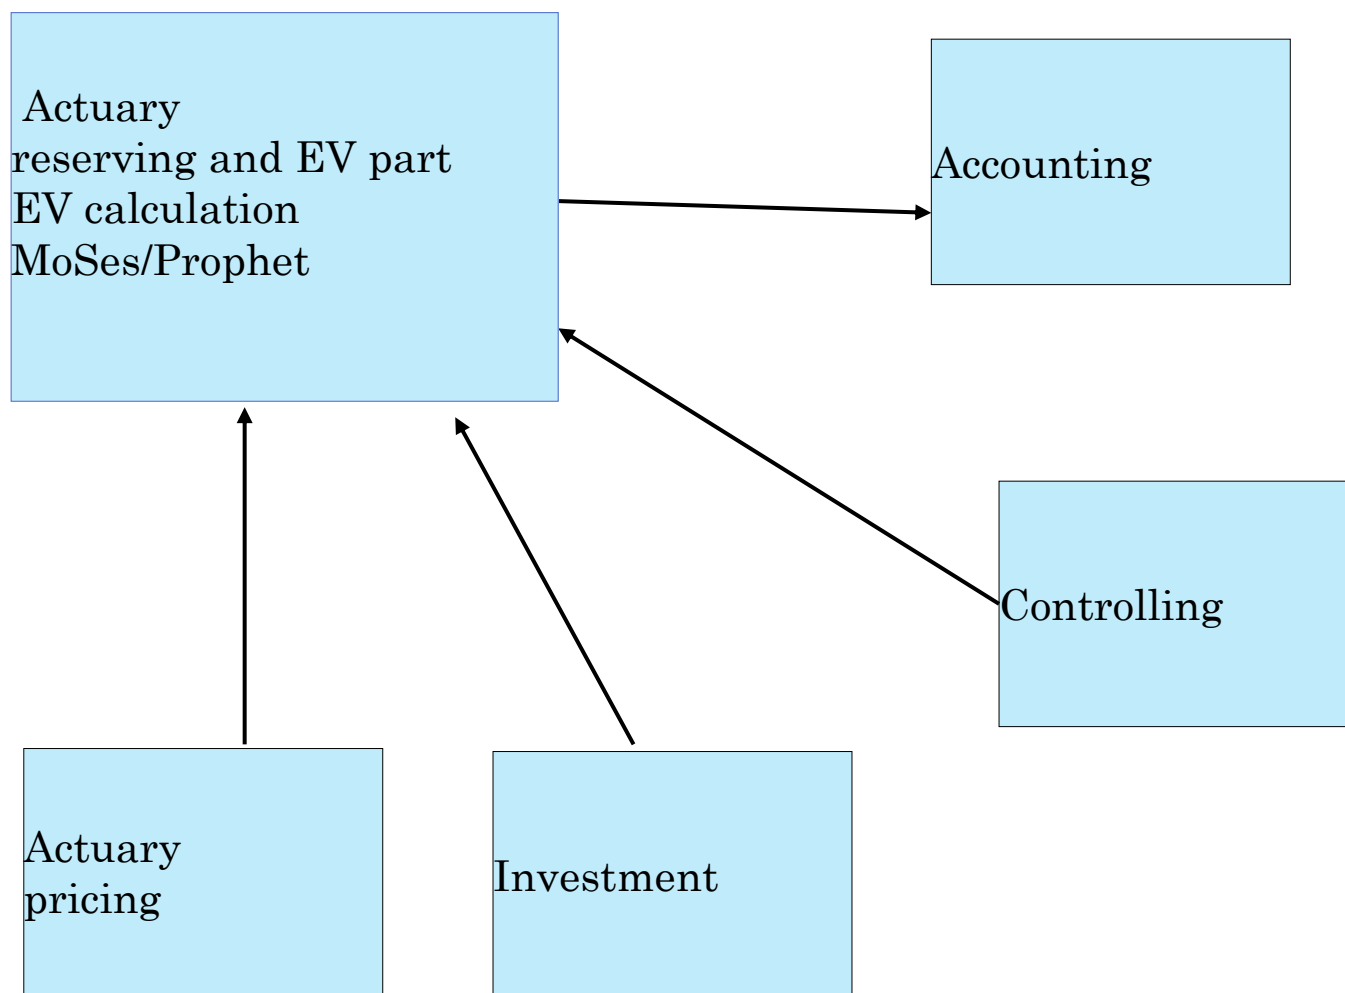 Actuary
reserving and EV part
EV calculation
MoSes/Prophet
Accounting
Controlling
Actuary
pricing
Investment